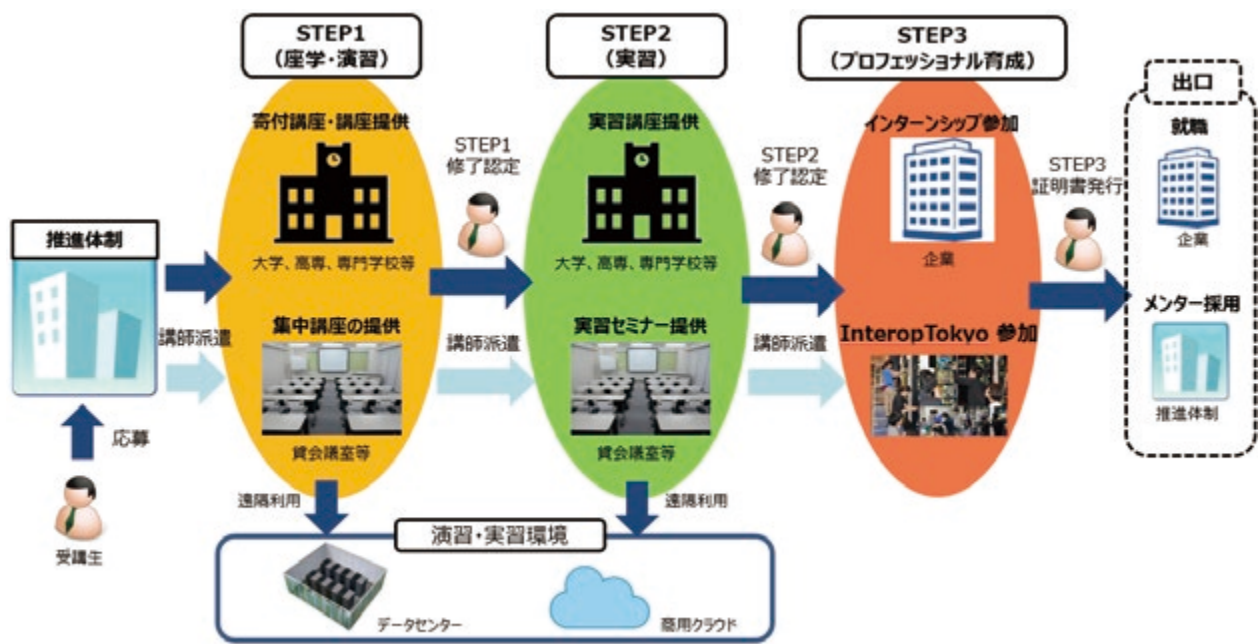 STEP1
(座学・演習)
寄付講座・講座提供
大学、高専、専門学校等
集中講座の提供
貸会議室等
STEP1
修了認定
STEP2
(実習)
実習講座提供
大学、高専、専門学校等
実習セミナー提供
貸会議室等
STEP2
修了認定
STEP3
(プロフェッショナル育成)
インターンシップ参加
企業
InteropTokyo 参加
STEP3
証明書発行
出口
就職
企業
メンター採用
推進体制
推進体制
講師派遣
講師派遣
講師派遣
応募
受講生
遠隔利用
遠隔利用
演習・実習環境
データセンター
商用クラウド